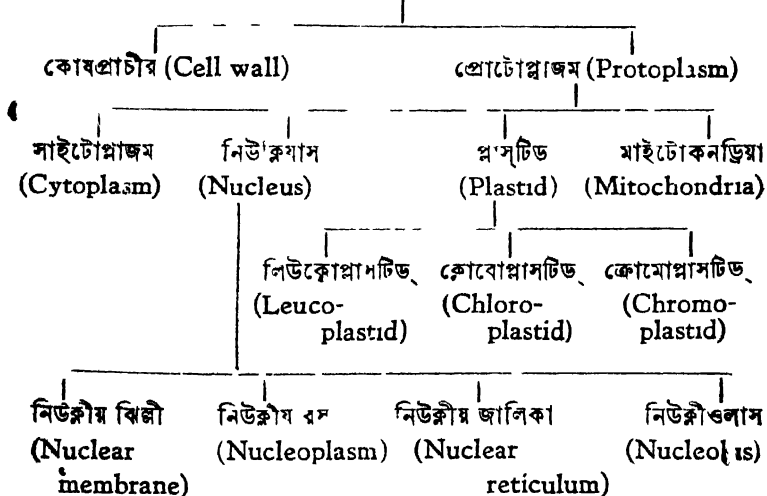 কোষপ্রাচীর (Cell wall) প্রোটোপ্লাজম (Protoplasm)
সাইটোপ্লাজম নিউক্ল্যাস প্লাস্টিড মাইটোকনড্রিয়া
(Cytoplasm) (Nucleus) (Plastid) (Mitochondria)
লিউকোপ্লাসটিড্ ক্লোরোপ্লাসটিড্ ক্রোমোপ্লাসটিড্
(Leuco- (Chloro- (Chromo-
plastid) plastid) plastid)
নিউক্লীয় ঝিল্লী নিউক্লীয় রস নিউক্লীয় জালিকা নিউক্লীওলাস
(Nuclear (Nucleoplasm) (Nuclear (Nucleolus)
membrane) reticulum)